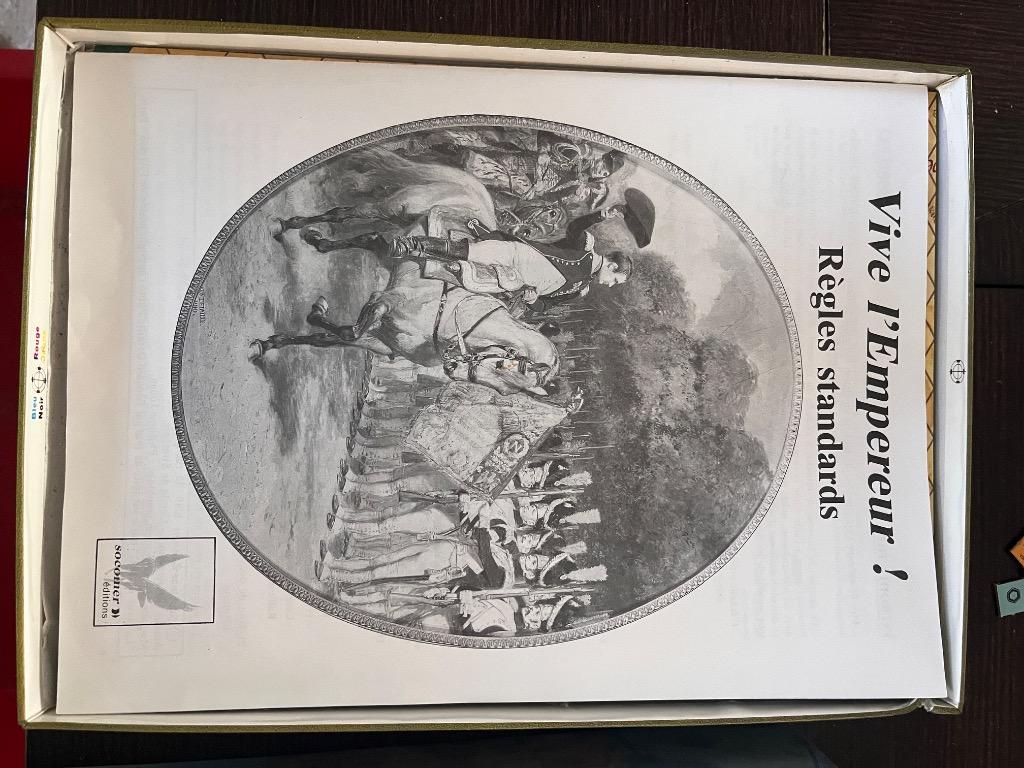 Vive l'Empereur !
Règles standards
socomer
éditions
Bleu Rouge
Noir